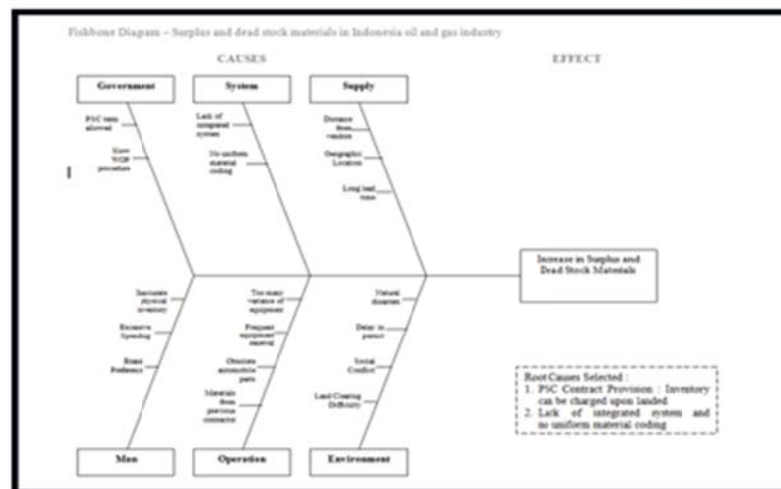 Fishbone Diagram – Surplus and dead stock materials in Indonesia oil and gas industry
CAUSES
EFFECT
Government
System
Supply
PSC term
allowed
Slow
procedure
Lack of
integrated
system
No uniform
material
coding
Distance
from
vendors
Geographic
Location
Long lead
time
Increase in Surplus and
Dead Stock Materials
Inaccurate
physical
inventory
Excessive
Spending
Brand
Preference
Too many
variance of
equipment
Frequent
equipment
renewal
Obsolete
automobile
parts
Materials
from
previous
contractor
Natural
disasters
Delay in
permit
Social
Conflict
Land Clearing
Difficulty
Root Causes Selected :
1. PSC Contract Provision : Inventory
can be charged upon landed
2. Lack of integrated system and
no uniform material coding
Man
Operation
Environment